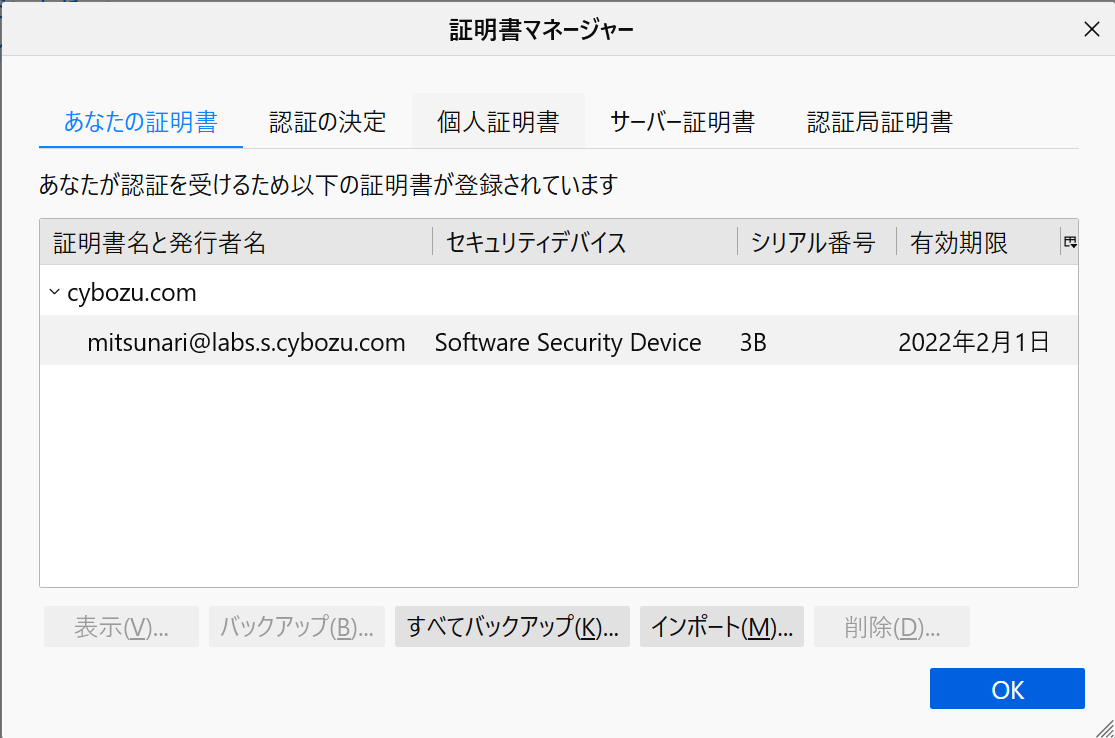 証明書マネージャー
あなたの証明書 認証の決定 個人証明書 サーバー証明書 認証局証明書
あなたが認証を受けるため以下の証明書が登録されています
証明書名と発行者名 セキュリティデバイス シリアル番号 有効期限
cybozu.com
mitsunari@labs.s.cybozu.com Software Security Device 3B 2022年2月1日
表示(V)... バックアップ(B)... すべてバックアップ(K)... インポート(M)... 削除(D)...
OK